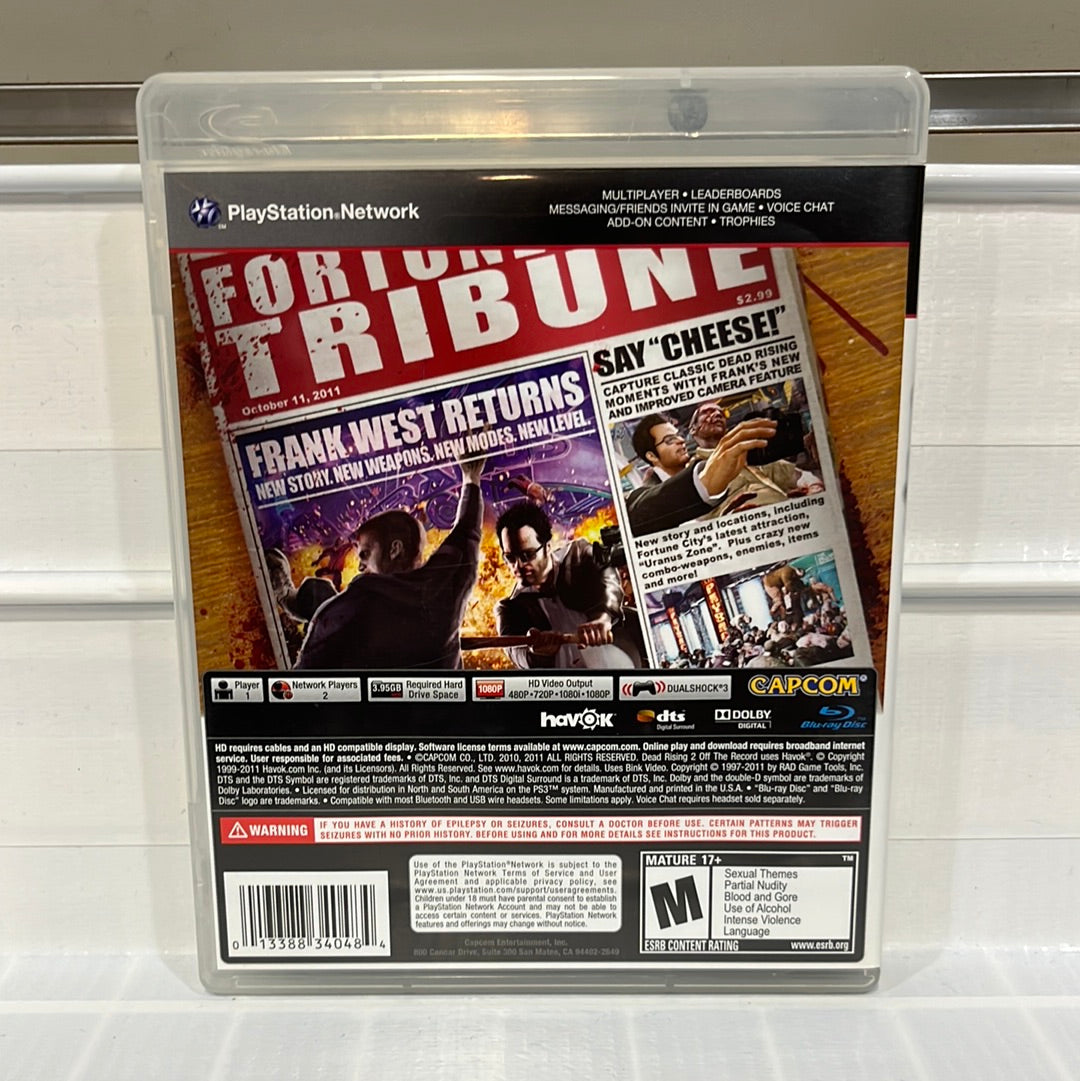 PlayStation®Network
MULTIPLAYER • LEADERBOARDS
MESSAGING/FRIENDS INVITE IN GAME • VOICE CHAT
ADD-ON CONTENT • TROPHIES
TRIBUNE
$2.99
October 11, 2011
FRANK WEST RETURNS
NEW STORY. NEW WEAPONS. NEW MODES. NEW LEVEL.
SAY "CHEESE!"
CAPTURE CLASSIC DEAD RISING
MOMENTS WITH FRANK'S NEW
AND IMPROVED CAMERA FEATURE
New story and locations, including
Fortune City's latest attraction,
"Uranus Zone". Plus crazy new
combo-weapons, enemies, items
and more!
Player
1
Network Players
2
3.95GB
Required Hard
Drive Space
1080P
HD Video Output
480P•720P•1080i•1080P
DUALSHOCK®3
CAPCOM®
havok
dts
Digital Surround
DOLBY
DIGITAL
Blu-ray Disc
HD requires cables and an HD compatible display. Software license terms available at www.capcom.com. Online play and download requires broadband internet
service. User responsible for associated fees. • ©CAPCOM CO., LTD. 2010, 2011 ALL RIGHTS RESERVED. Dead Rising 2 Off The Record uses Havok®. © Copyright
1999-2011 Havok.com Inc. (and its Licensors). All Rights Reserved. See www.havok.com for details. Uses Bink Video. Copyright © 1997-2011 by RAD Game Tools, Inc.
DTS and the DTS Symbol are registered trademarks of DTS, Inc. and DTS Digital Surround is a trademark of DTS, Inc. Dolby and the double-D symbol are trademarks of
Dolby Laboratories. • Licensed for distribution in North and South America on the PS3™ system. Manufactured and printed in the U.S.A. • "Blu-ray Disc" and "Blu-ray
Disc" logo are trademarks. • Compatible with most Bluetooth and USB wire headsets. Some limitations apply. Voice Chat requires headset sold separately.
WARNING
IF YOU HAVE A HISTORY OF EPILEPSY OR SEIZURES, CONSULT A DOCTOR BEFORE USE. CERTAIN PATTERNS MAY TRIGGER
SEIZURES WITH NO PRIOR HISTORY. BEFORE USING AND FOR MORE DETAILS SEE INSTRUCTIONS FOR THIS PRODUCT.
Use of the PlayStation®Network is subject to the
PlayStation Network Terms of Service and User
Agreement and applicable privacy policy, see
www.us.playstation.com/support/useragreements.
Children under 18 must have parental consent to establish
a PlayStation Network Account and may not be able to
access certain content or services. PlayStation Network
features and offerings may change without notice.
Capcom Entertainment, Inc.
800 Concar Drive, Suite 300 San Mateo, CA 94402-2649
0 13388 34048 4
MATURE 17+
M
Sexual Themes
Partial Nudity
Blood and Gore
Use of Alcohol
Intense Violence
Language
ESRB CONTENT RATING
www.esrb.org